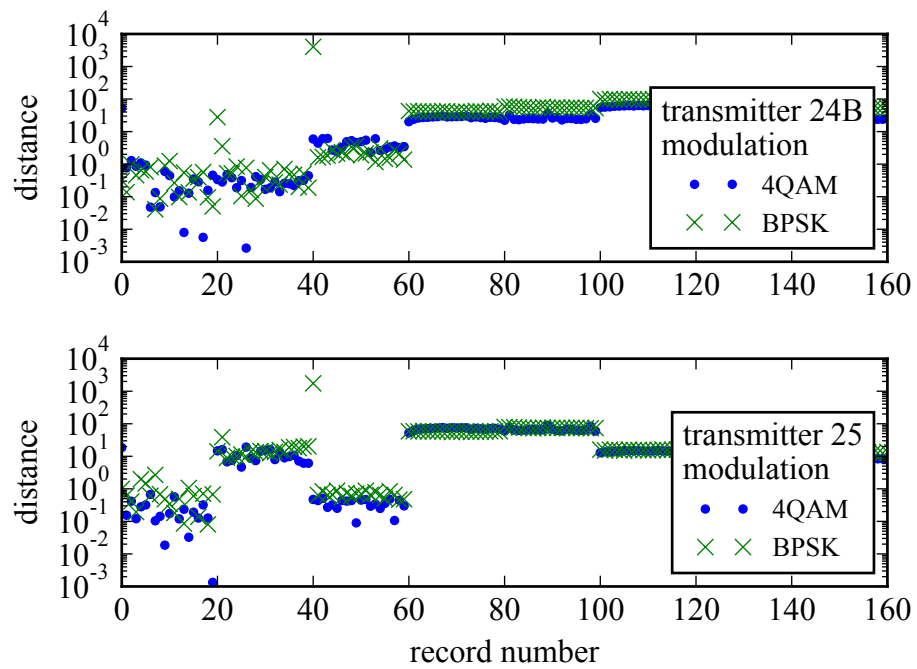 10^4
10^3
10^2
10^1
10^0
10^-1
10^-2
10^-3
distance
0 20 40 60 80 100 120 140 160
transmitter 24B
modulation
4QAM
BPSK
10^4
10^3
10^2
10^1
10^0
10^-1
10^-2
10^-3
distance
0 20 40 60 80 100 120 140 160
transmitter 25
modulation
4QAM
BPSK
record number